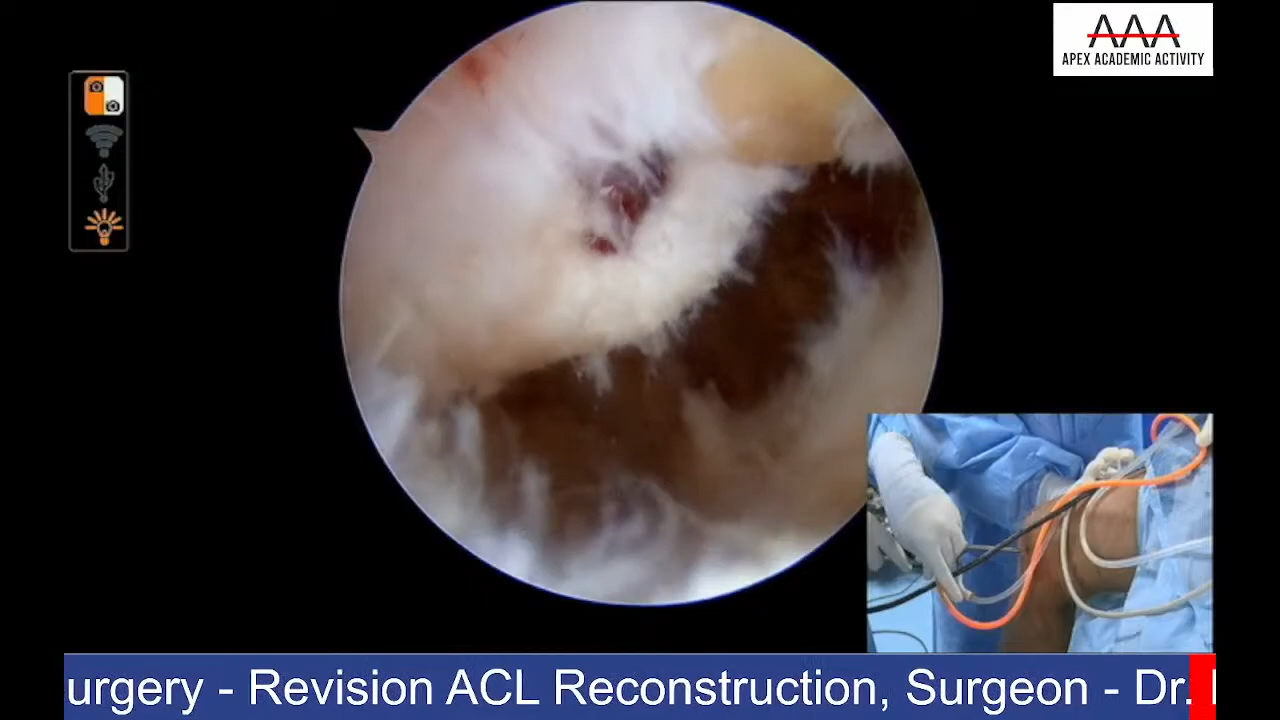 AAA
APEX ACADEMIC ACTIVITY
urgery - Revision ACL Reconstruction, Surgeon - Dr.